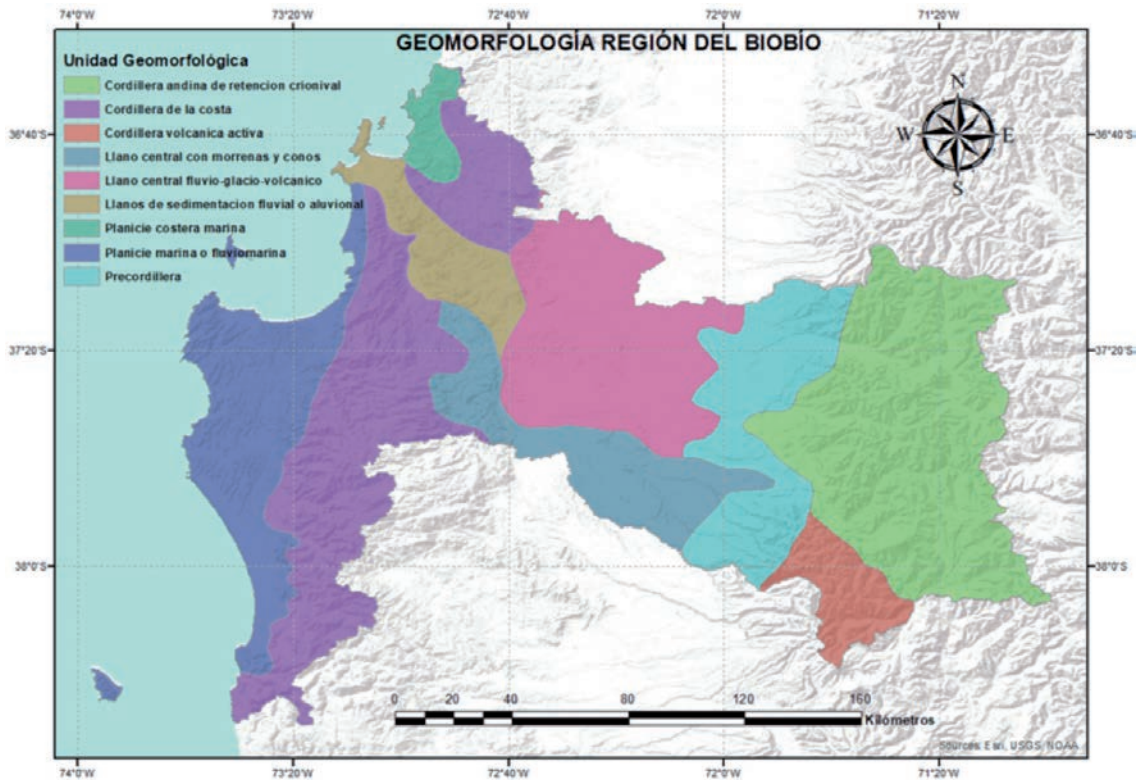 74°0'W 73°20'W 72°40'W 72°0'W 71°20'W
GEOMORFOLOGÍA REGIÓN DEL BIOBÍO
Unidad Geomorfológica
Cordillera andina de retencion crionival
Cordillera de la costa
Cordillera volcanica activa
Llano central con morrenas y conos
Llano central fluvio-glacio-volcanico
Llanos de sedimentacion fluvial o aluvional
Planicie costera marina
Planicie marina o fluviomarina
Precordillera
N
W E
S
36°40'S 36°40'S
37°20'S 37°20'S
38°0'S 38°0'S
0 20 40 80 120 160
Kilómetros
Sources: Esri, USGS, NOAA
74°0'W 73°20'W 72°40'W 72°0'W 71°20'W